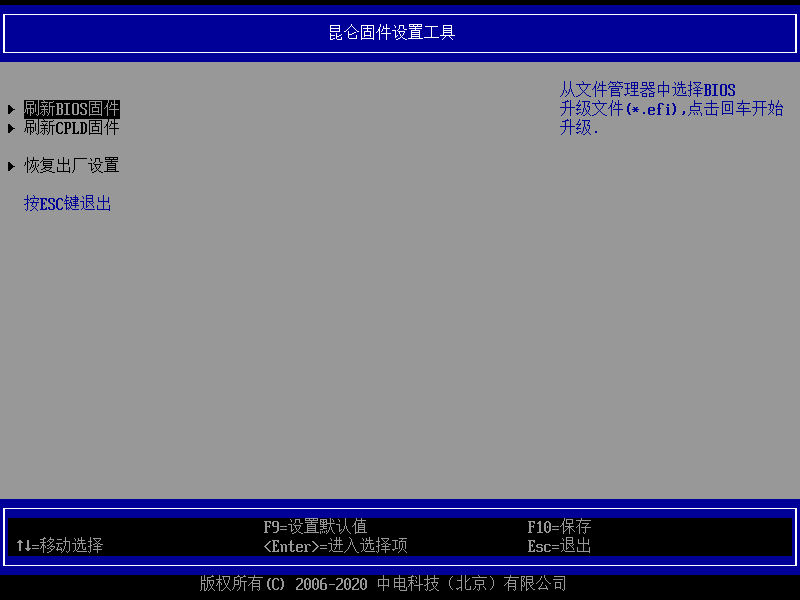 昆仑固件设置工具
刷新BIOS固件
刷新CPLD固件
恢复出厂设置
按ESC键退出
从文件管理器中选择BIOS
升级文件(*.efi),点击回车开始
升级.
F9=设置默认值 F10=保存
↑↓=移动选择 <Enter>=进入选择项 Esc=退出
版权所有(C) 2006-2020 中电科技（北京）有限公司